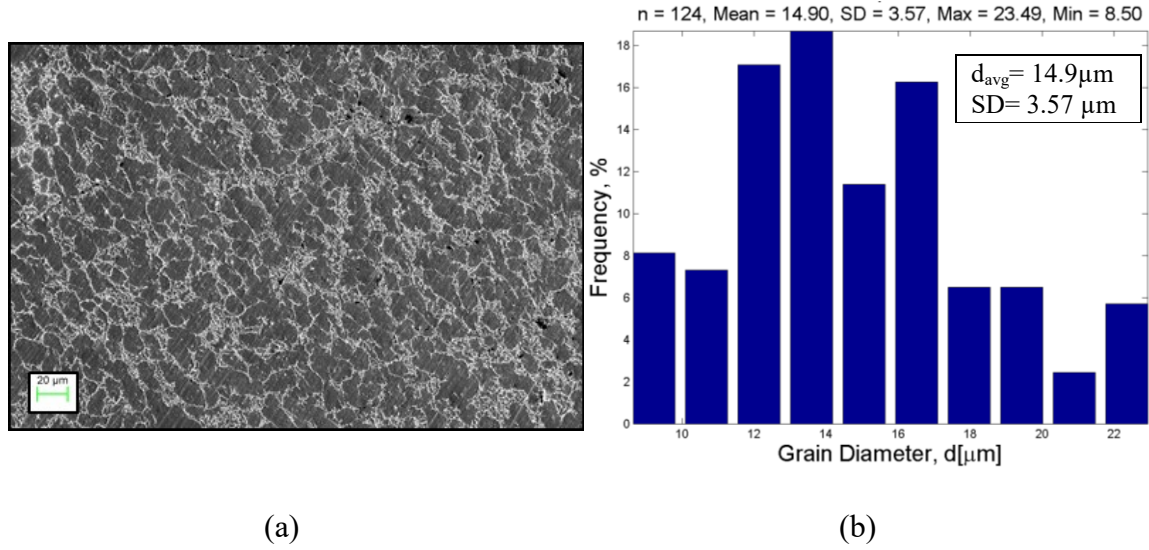 n = 124, Mean = 14.90, SD = 3.57, Max = 23.49, Min = 8.50
18
16
14
12
10
8
6
4
2
0
Frequency, %
davg= 14.9µm
SD= 3.57 µm
10 12 14 16 18 20 22
Grain Diameter, d[µm]
20 µm
(a) (b)